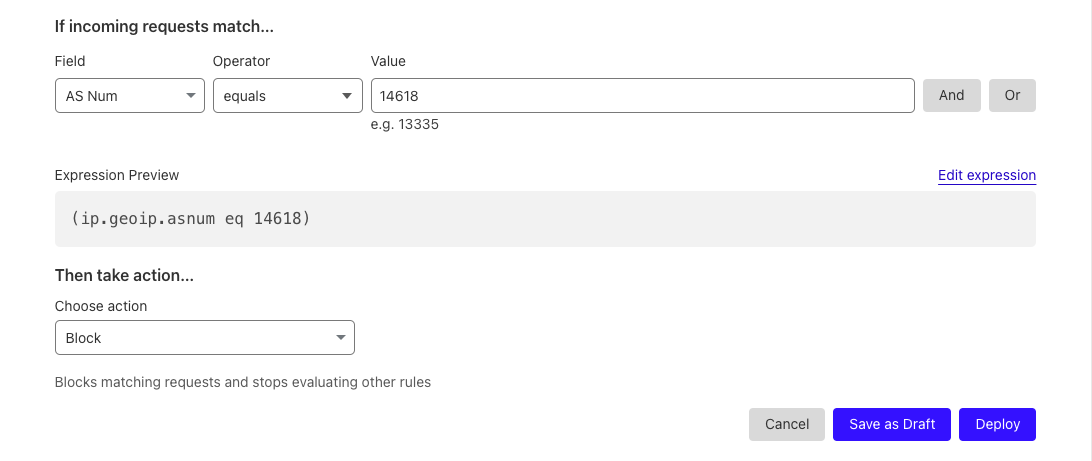 If incoming requests match...
Field Operator Value
AS Num equals 14618 And Or
e.g. 13335
Expression Preview Edit expression
(ip.geoip.asnum eq 14618)
Then take action...
Choose action
Block
Blocks matching requests and stops evaluating other rules
Cancel Save as Draft Deploy